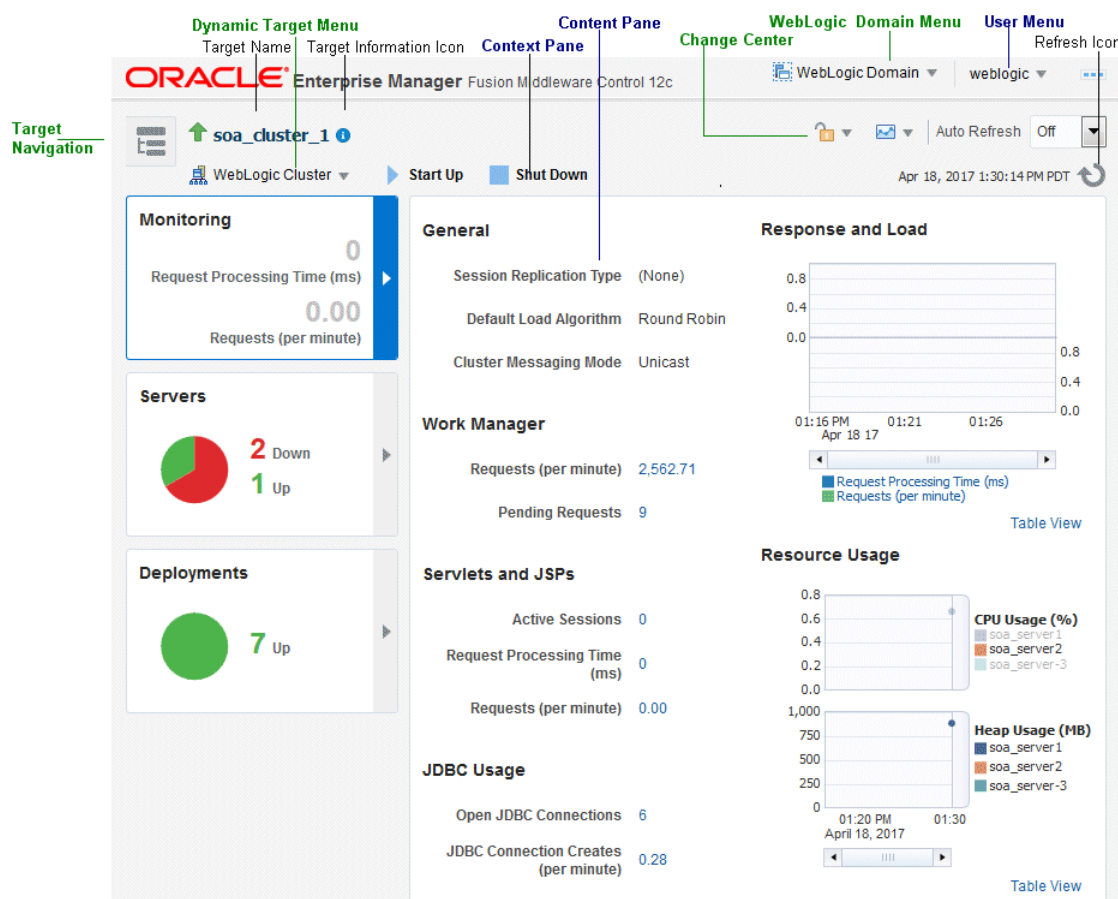 Dynamic Target Menu
Content Pane
WebLogic Domain Menu
User Menu
Target Name
Target Information Icon
Context Pane
Change Center
Refresh Icon
ORACLE Enterprise Manager Fusion Middleware Control 12c
WebLogic Domain
weblogic
Target Navigation
soa_cluster_1
Auto Refresh Off
WebLogic Cluster
Start Up
Shut Down
Apr 18, 2017 1:30:14 PM PDT
Monitoring
0
Request Processing Time (ms)
0.00
Requests (per minute)
Servers
2 Down
1 Up
Deployments
7 Up
General
Session Replication Type (None)
Default Load Algorithm Round Robin
Cluster Messaging Mode Unicast
Work Manager
Requests (per minute) 2,562.71
Pending Requests 9
Servlets and JSPs
Active Sessions 0
Request Processing Time (ms) 0
Requests (per minute) 0.00
JDBC Usage
Open JDBC Connections 6
JDBC Connection Creates (per minute) 0.28
Response and Load
0.8
0.4
0.0
0.8
0.4
0.0
01:16 PM 01:21 01:26
Apr 18 17
Request Processing Time (ms)
Requests (per minute)
Table View
Resource Usage
0.8
0.6
0.4
0.2
0.0
CPU Usage (%)
soa_server1
soa_server2
soa_server-3
1,000
750
500
250
0
Heap Usage (MB)
soa_server1
soa_server2
soa_server-3
01:20 PM 01:30
April 18, 2017
Table View